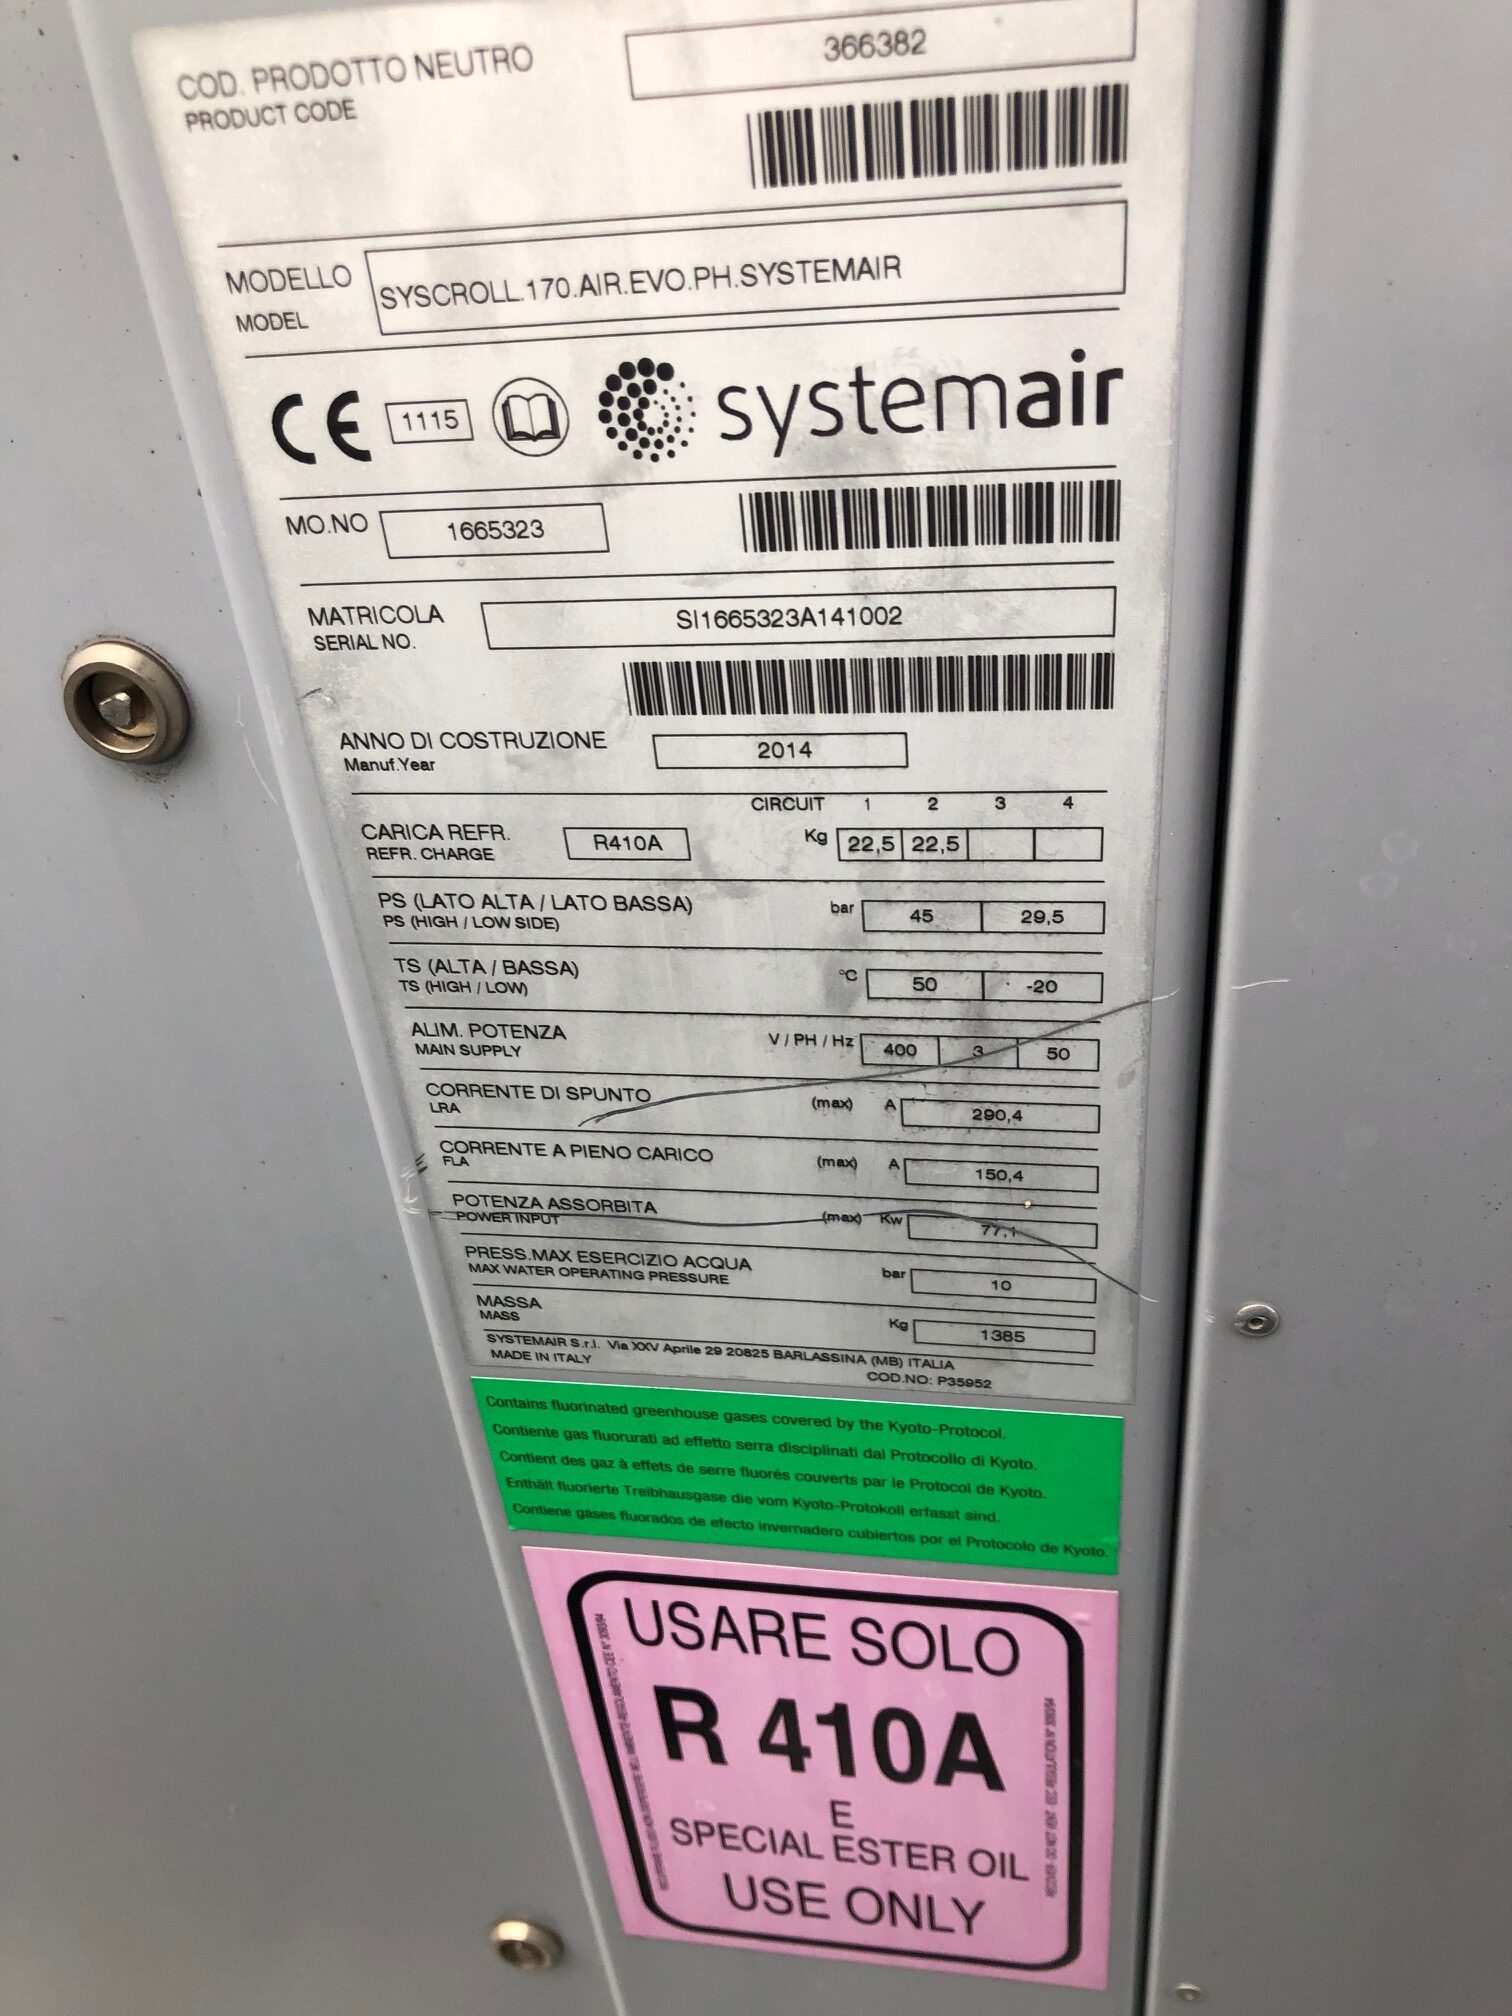 COD. PRODOTTO NEUTRO 366382
PRODUCT CODE
MODELLO SYSCROLL.170.AIR.EVO.PH.SYSTEMAIR
MODEL
CE 1115 systemair
MO.NO 1665323
MATRICOLA SI1665323A141002
SERIAL NO.
ANNO DI COSTRUZIONE 2014
Manuf.Year
CIRCUIT 1 2 3 4
CARICA REFR. R410A Kg 22,5 22,5
REFR. CHARGE
PS (LATO ALTA / LATO BASSA) bar 45 29,5
PS (HIGH / LOW SIDE)
TS (ALTA / BASSA) °C 50 -20
TS (HIGH / LOW)
ALIM. POTENZA V / PH / Hz 400 3 50
MAIN SUPPLY
CORRENTE DI SPUNTO (max) A 290,4
LRA
CORRENTE A PIENO CARICO (max) A 150,4
FLA
POTENZA ASSORBITA (max) Kw 77,1
POWER INPUT
PRESS.MAX ESERCIZIO ACQUA bar 10
MAX WATER OPERATING PRESSURE
MASSA Kg 1385
MASS
SYSTEMAIR S.r.l. Via XXV Aprile 29 20825 BARLASSINA (MB) ITALIA
MADE IN ITALY COD.NO: P35952
Contains fluorinated greenhouse gases covered by the Kyoto-Protocol.
Contiente gas fluorurati ad effetto serra disciplinati dal Protocollo di Kyoto.
Contient des gaz à effets de serre fluorés couverts par le Protocol de Kyoto.
Enthält fluorierte Treibhausgase die vom Kyoto-Protokoll erfasst sind.
Contiene gases fluorados de efecto invernadero cubiertos por el Protocolo de Kyoto.
USARE SOLO
R 410A
E
SPECIAL ESTER OIL
USE ONLY